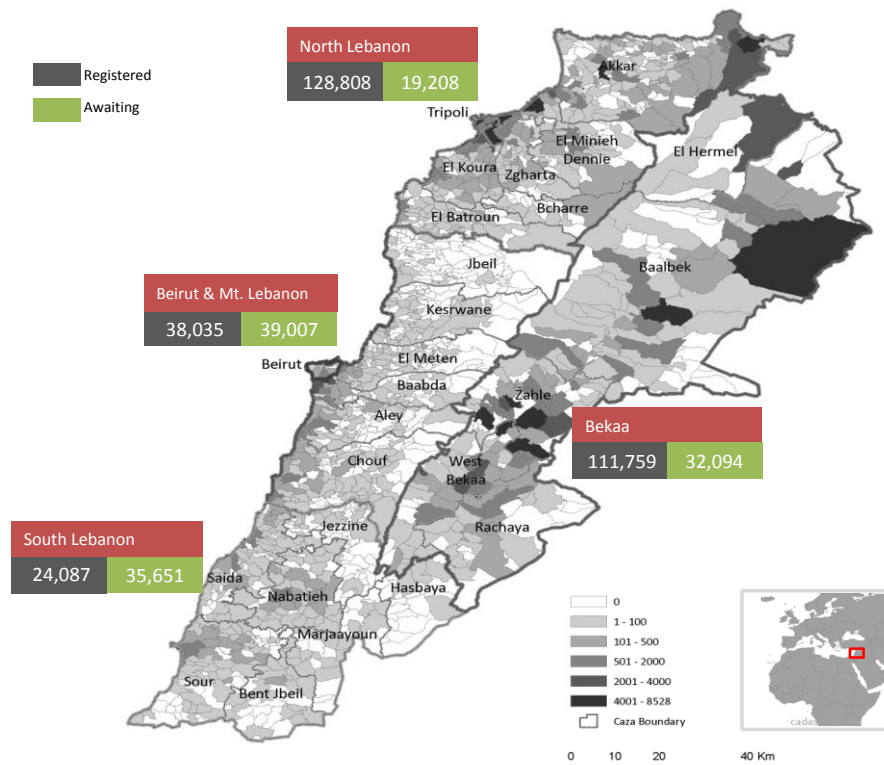 North Lebanon
128,808 19,208
Registered
Awaiting
Akkar
Tripoli
El Minieh
Dennie
El Hermel
El Koura
Zgharta
El Batroun
Bcharre
Jbeil
Baalbek
Beirut & Mt. Lebanon
38,035 39,007
Kesrwane
Beirut
El Meten
Baabda
Zahle
Aley
Bekaa
111,759 32,094
Chouf
West
Bekaa
South Lebanon
24,087 35,651
Jezzine
Rachaya
Saida
Hasbaya
Nabatieh
Marjaayoun
Sour
Bent Jbeil
0
1 - 100
101 - 500
501 - 2000
2001 - 4000
4001 - 8528
Caza Boundary
cadas
0 10 20 40 Km